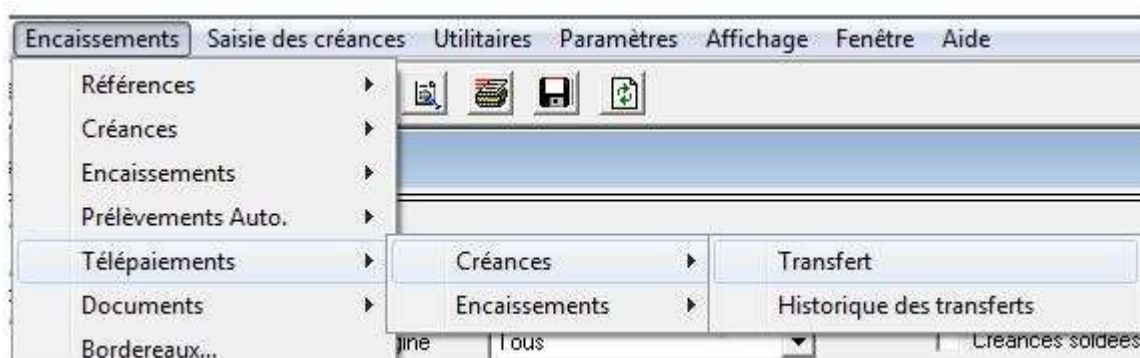 Encaissements Saisie des créances Utilitaires Paramètres Affichage Fenêtre Aide
Références
Créances
Encaissements
Prélèvements Auto.
Télépaiements Créances Transfert
Documents Encaissements Historique des transferts
Bordereaux... Tous Créances soldées